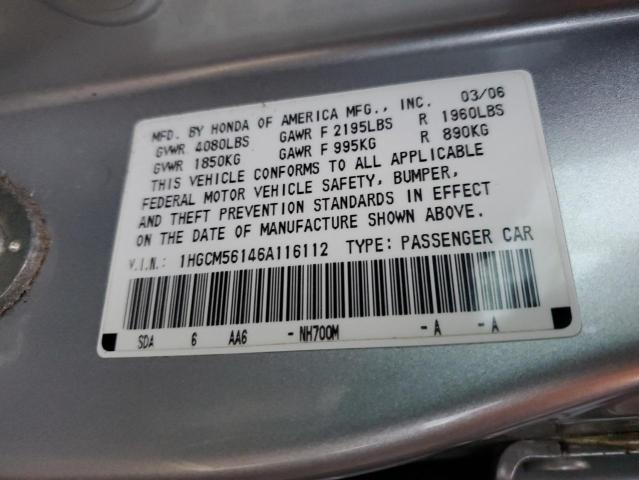 MFD. BY HONDA OF AMERICA MFG., INC. 03/06
GVWR 4080LBS GAWR F 2195LBS R 1960LBS
GVWR 1850KG GAWR F 995KG R 890KG
THIS VEHICLE CONFORMS TO ALL APPLICABLE
FEDERAL MOTOR VEHICLE SAFETY, BUMPER,
AND THEFT PREVENTION STANDARDS IN EFFECT
ON THE DATE OF MANUFACTURE SHOWN ABOVE.
V.I.N.: 1HGCM56146A116112 TYPE: PASSENGER CAR
SDA 6 AA6 -NH700M -A -A